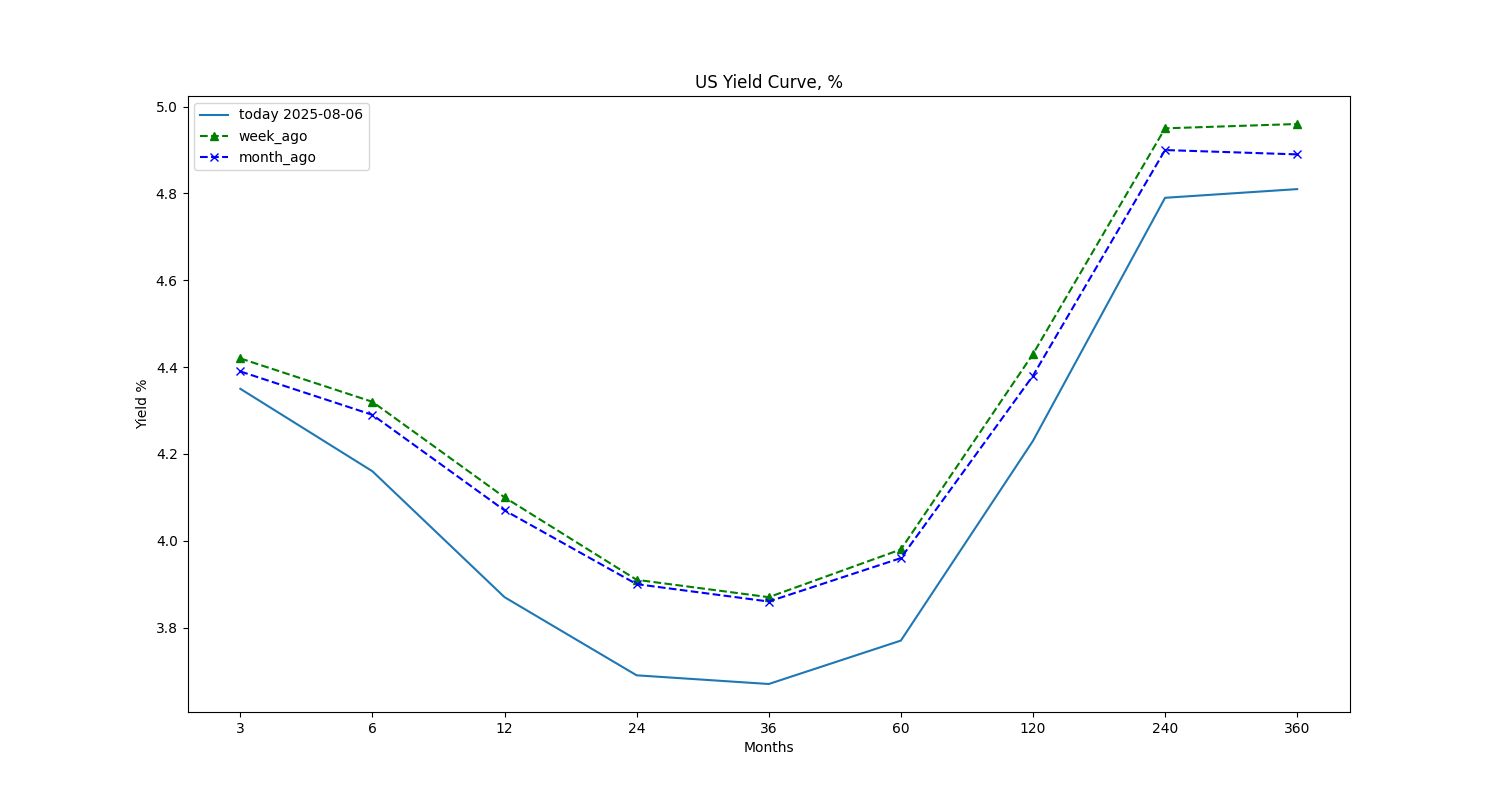 US Yield Curve, %
today 2025-08-06
week_ago
month_ago
5.0
4.8
4.6
4.4
4.2
4.0
3.8
Yield %
3 6 12 24 36 60 120 240 360
Months